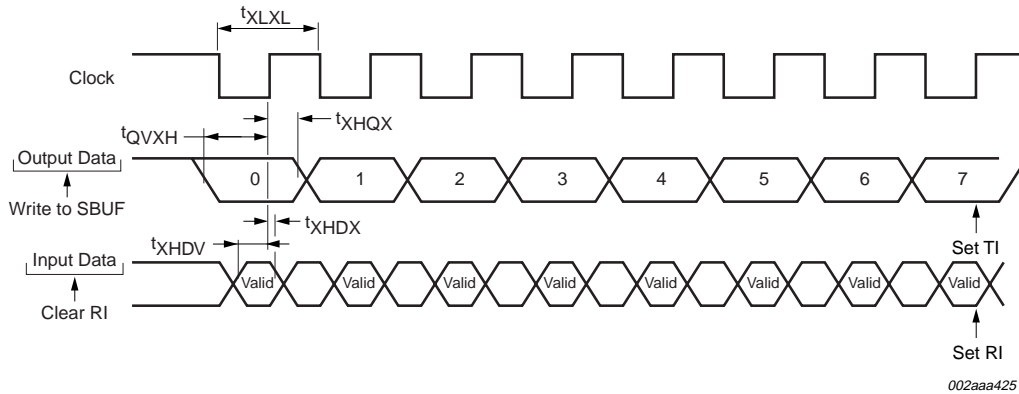 tXLXL
Clock
tQVXH
tXHQX
Output Data
0 1 2 3 4 5 6 7
Write to SBUF
tXHDX
Set TI
tXHDV
Input Data
Valid Valid Valid Valid Valid Valid Valid Valid
Clear RI
Set RI
002aaa425